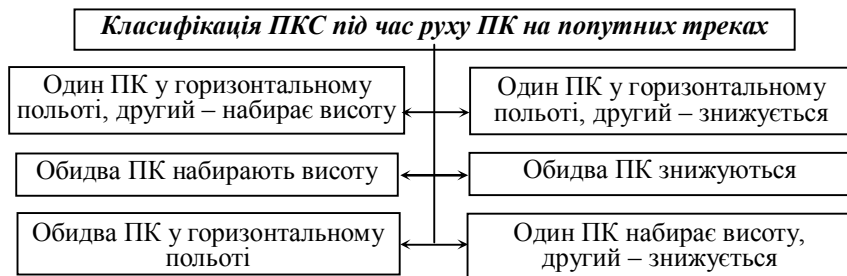 Класифікація ПКС під час руху ПК на попутних треках
Один ПК у горизонтальному
польоті, другий – набирає висоту
Один ПК у горизонтальному
польоті, другий – знижується
Обидва ПК набирають висоту
Обидва ПК знижуються
Обидва ПК у горизонтальному
польоті
Один ПК набирає висоту,
другий – знижується